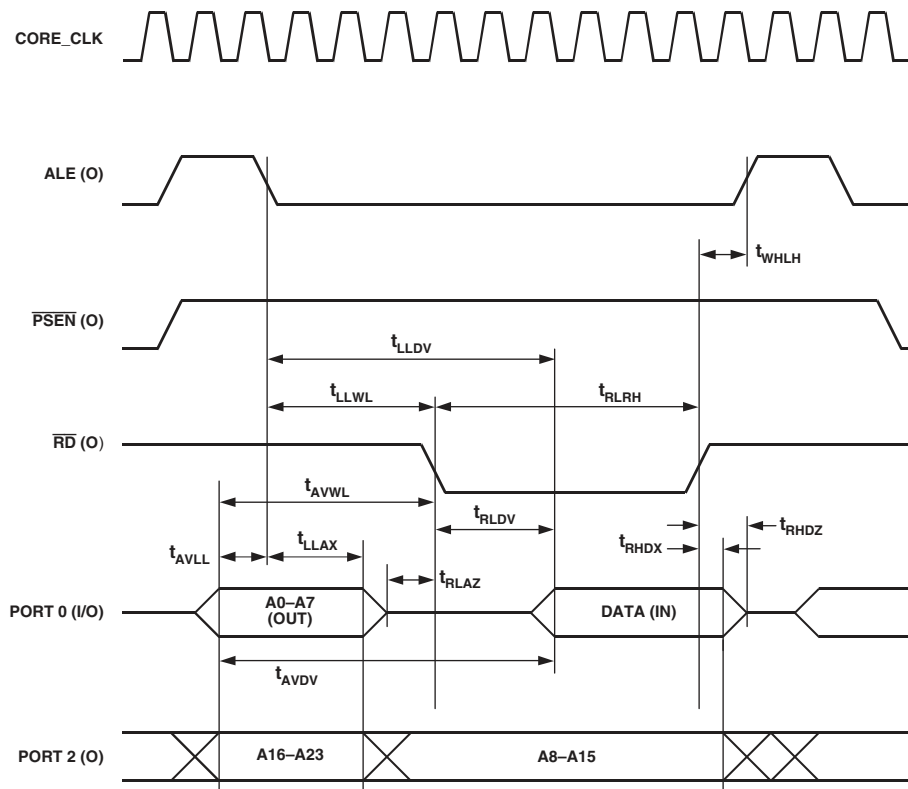 CORE_CLK
ALE (O)
tWHLH
PSEN (O)
tLLDV
tLLWL
tRLRH
RD (O)
tAVWL
tRLDV
tRHDZ
tAVLL
tLLAX
tRHDX
tRLAZ
PORT 0 (I/O)
A0–A7
(OUT)
DATA (IN)
tAVDV
PORT 2 (O)
A16–A23
A8–A15